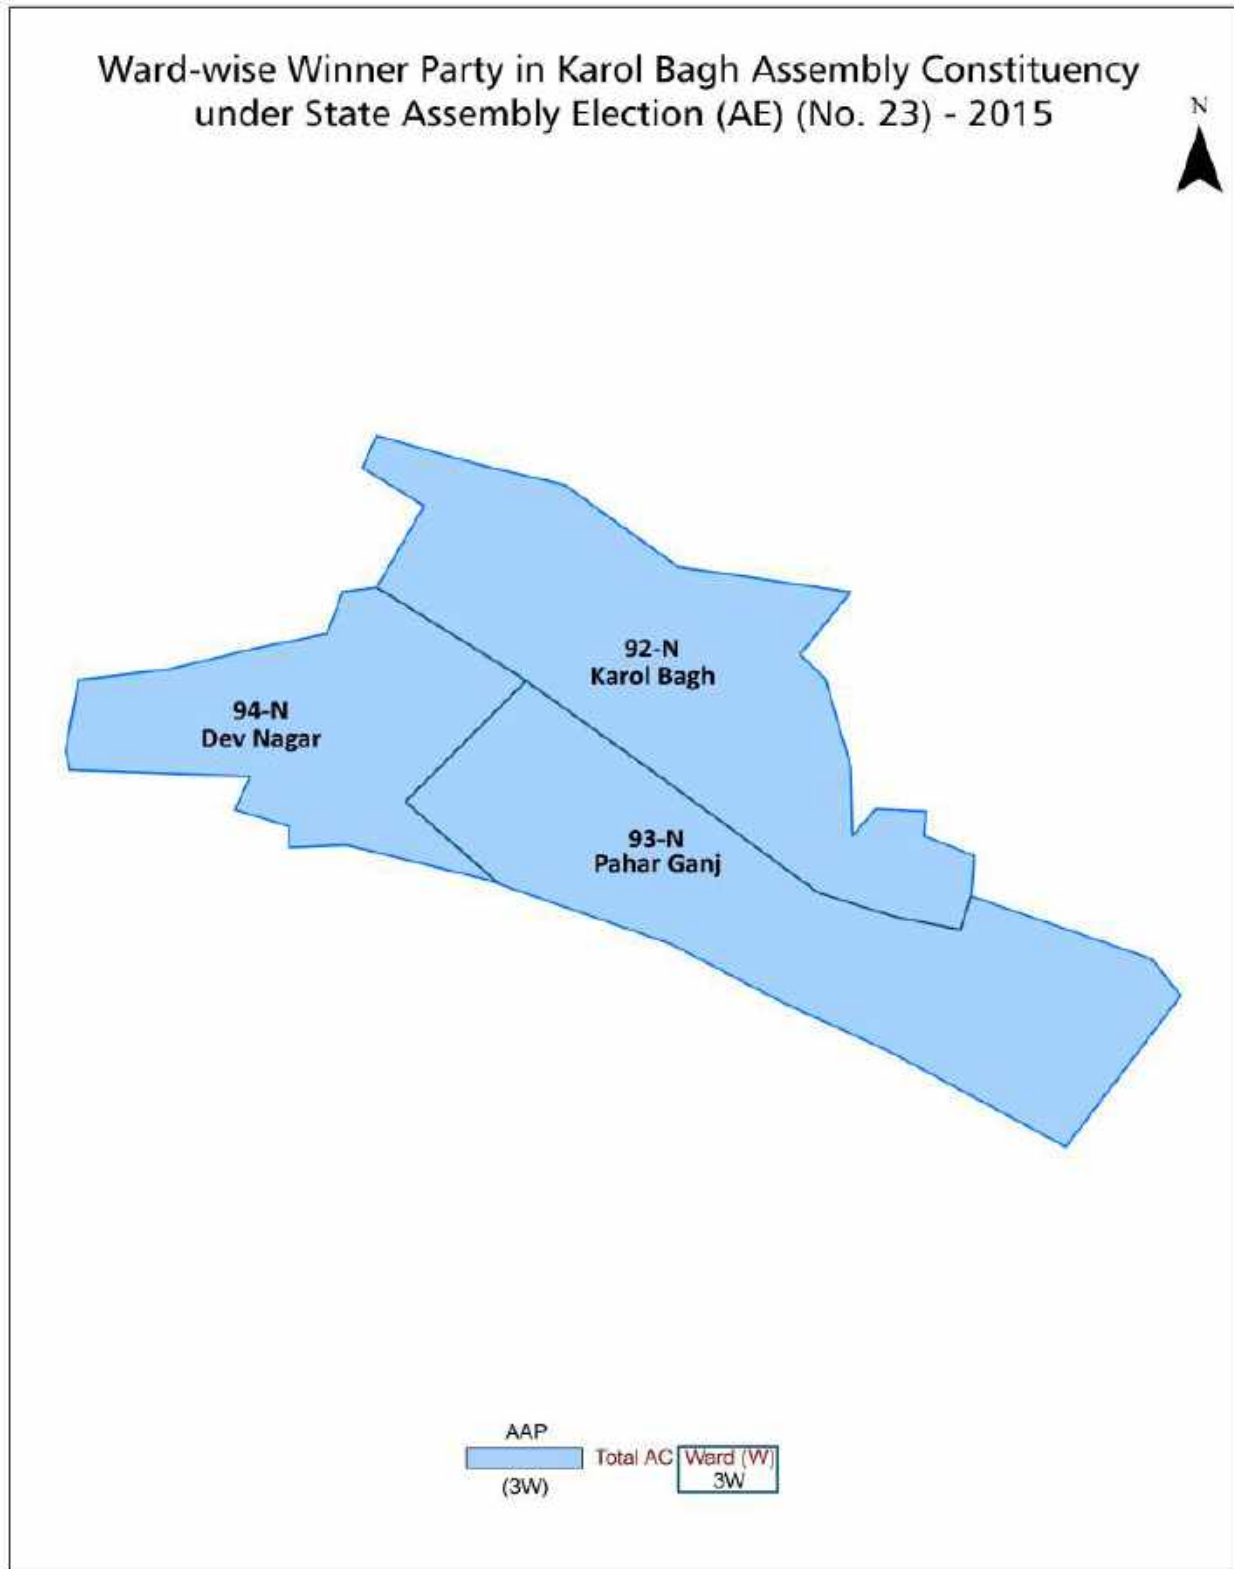 Ward-wise Winner Party in Karol Bagh Assembly Constituency
under State Assembly Election (AE) (No. 23) - 2015
N
92-N
Karol Bagh
94-N
Dev Nagar
93-N
Pahar Ganj
AAP
Total AC Ward (W)
(3W) 3W